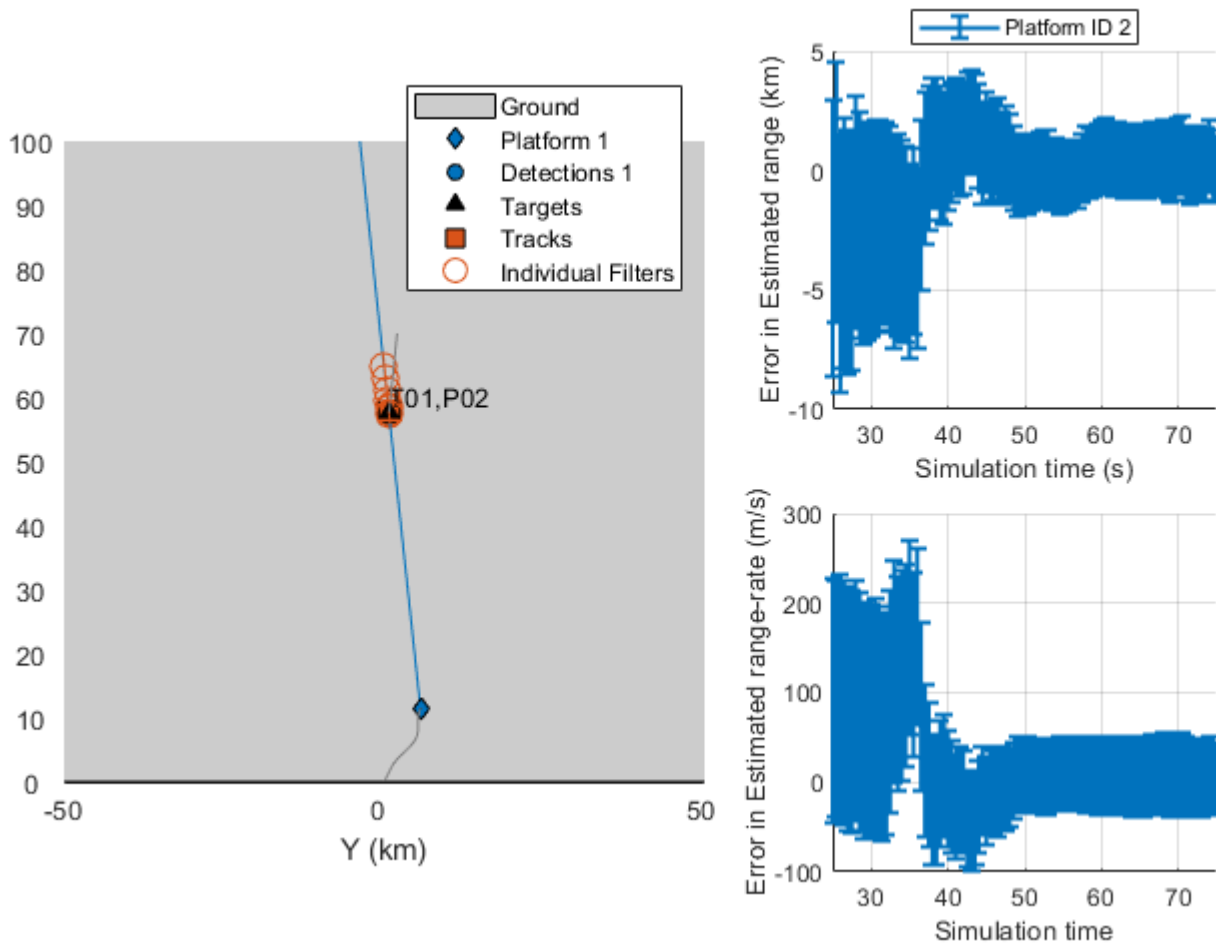 Ground
Platform 1
Detections 1
Targets
Tracks
Individual Filters
100
90
80
70
60
50
40
30
20
10
0
T01,P02
-50
0
50
Y (km)
Platform ID 2
Error in Estimated range (km)
5
0
-5
-10
30
40
50
60
70
Simulation time (s)
Error in Estimated range-rate (m/s)
300
200
100
0
-100
30
40
50
60
70
Simulation time